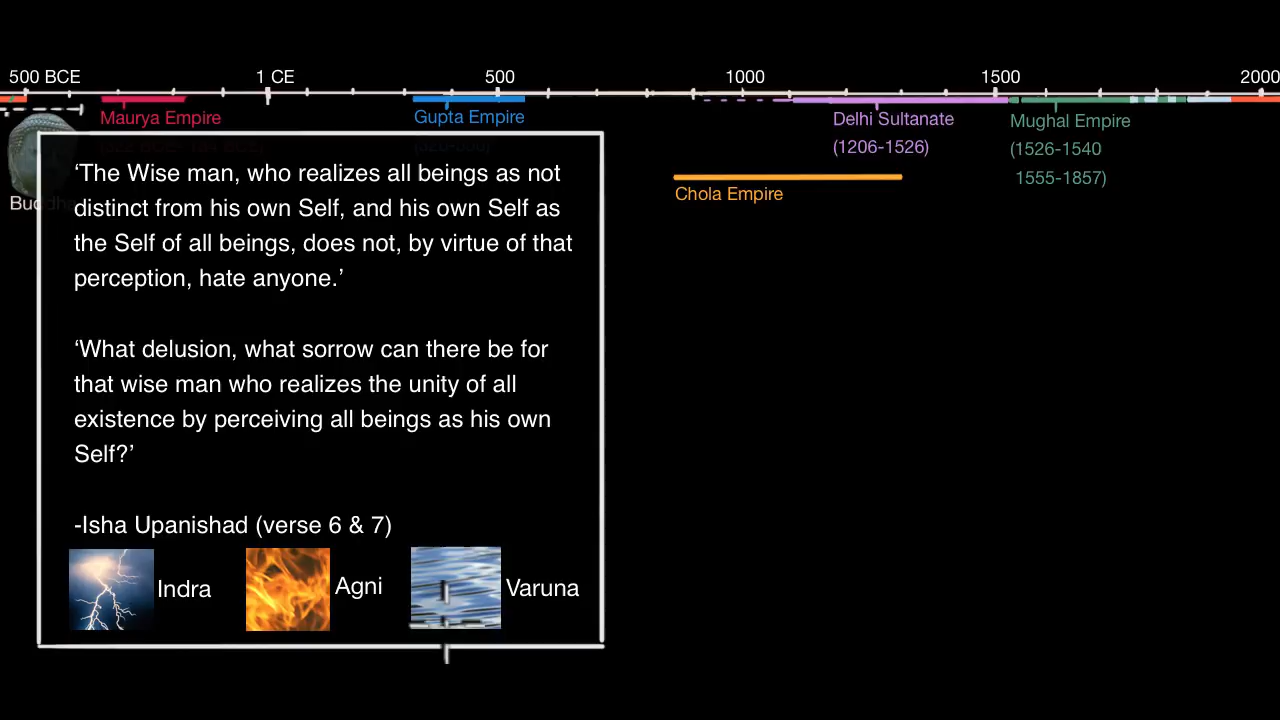 500 BCE
1 CE
500
1000
1500
2000
Maurya Empire
Gupta Empire
Delhi Sultanate
(1206-1526)
Mughal Empire
(1526-1540
1555-1857)
Chola Empire
Buddha
‘The Wise man, who realizes all beings as not
distinct from his own Self, and his own Self as
the Self of all beings, does not, by virtue of that
perception, hate anyone.’
‘What delusion, what sorrow can there be for
that wise man who realizes the unity of all
existence by perceiving all beings as his own
Self?’
-Isha Upanishad (verse 6 & 7)
Indra
Agni
Varuna